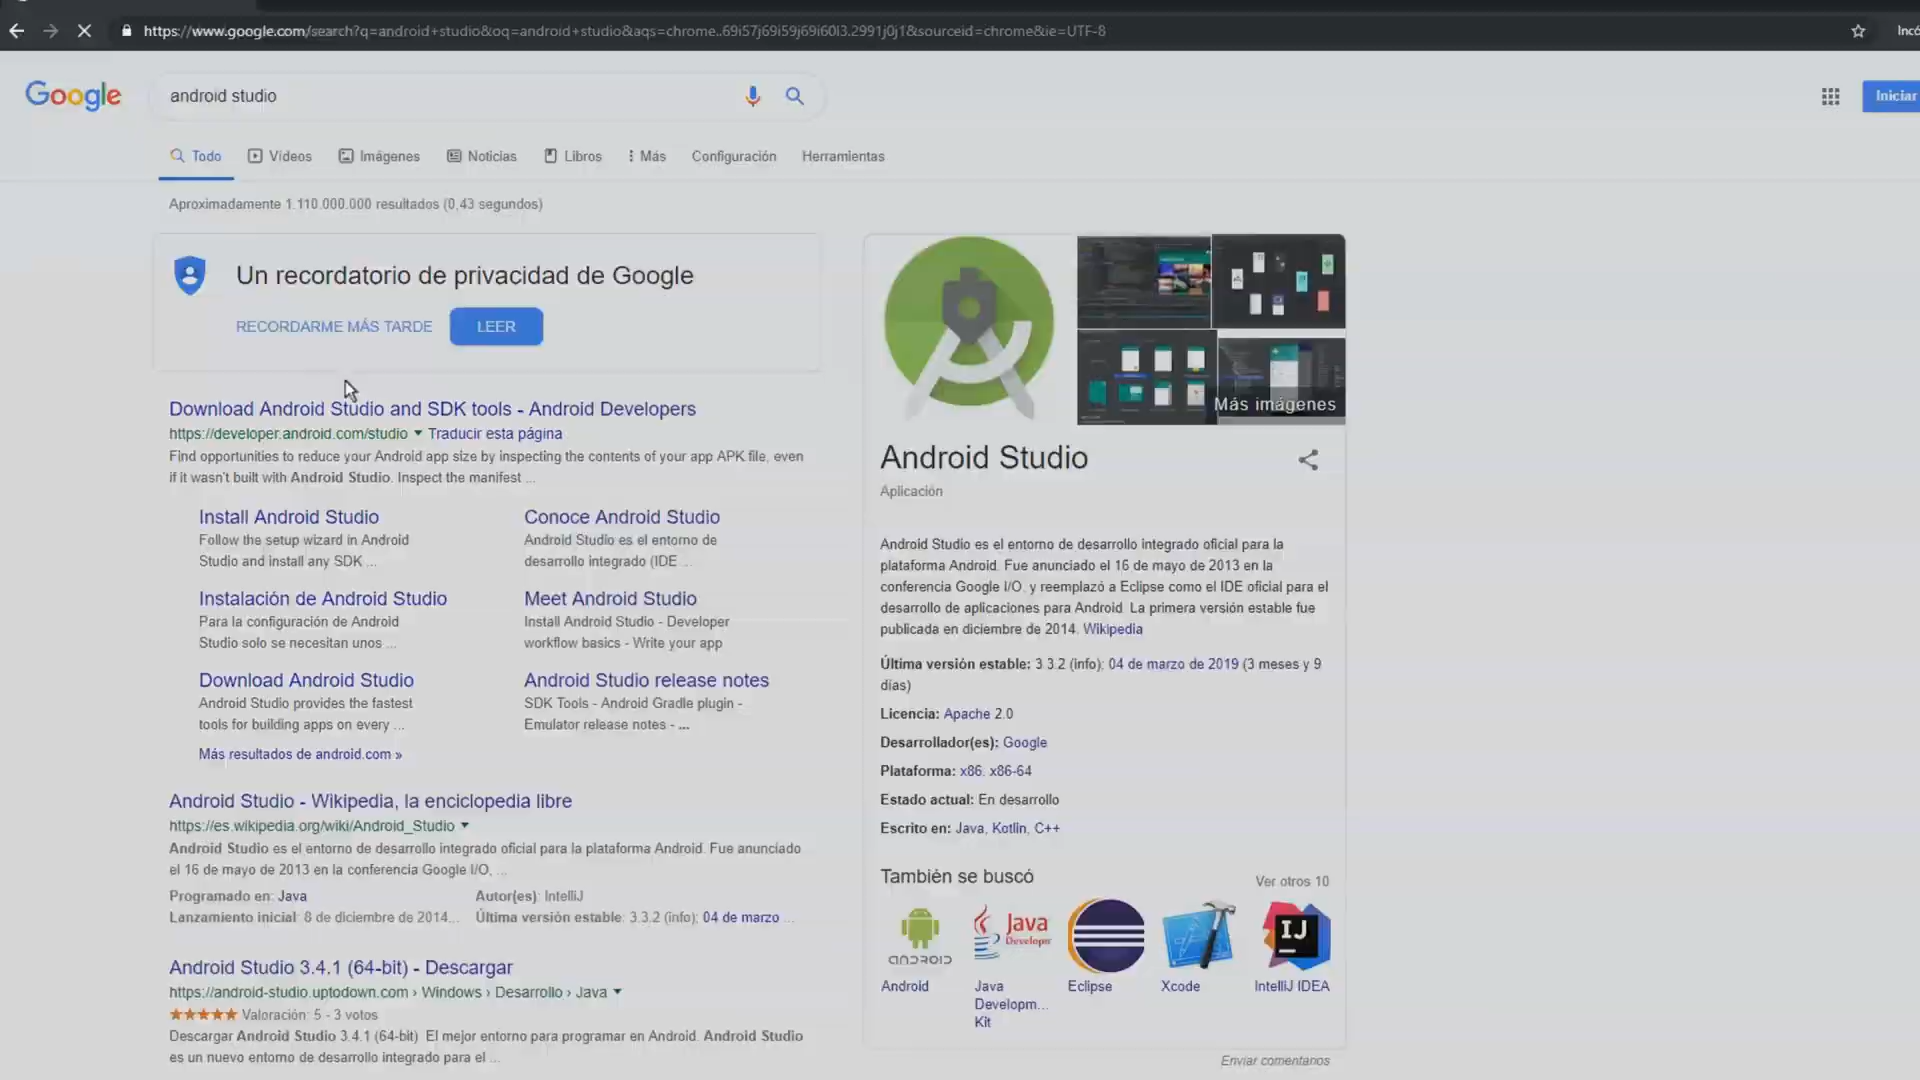 https://www.google.com/search?q=android+studio&oq=android+studio&aqs=chrome..69i57j69i59j69i60l3.2991j0j1&sourceid=chrome&ie=UTF-8
Incó
Google
android studio
Iniciar
Todo
Vídeos
Imágenes
Noticias
Libros
Más
Configuración
Herramientas
Aproximadamente 1.110.000.000 resultados (0,43 segundos)
Un recordatorio de privacidad de Google
RECORDARME MÁS TARDE
LEER
Download Android Studio and SDK tools - Android Developers
https://developer.android.com/studio
Traducir esta página
Find opportunities to reduce your Android app size by inspecting the contents of your app APK file, even
if it wasn't built with Android Studio. Inspect the manifest ...
Install Android Studio
Follow the setup wizard in Android
Studio and install any SDK ...
Conoce Android Studio
Android Studio es el entorno de
desarrollo integrado (IDE ...
Instalación de Android Studio
Para la configuración de Android
Studio solo se necesitan unos ...
Meet Android Studio
Install Android Studio - Developer
workflow basics - Write your app
Download Android Studio
Android Studio provides the fastest
tools for building apps on every ...
Android Studio release notes
SDK Tools - Android Gradle plugin -
Emulator release notes - ...
Más resultados de android.com »
Android Studio - Wikipedia, la enciclopedia libre
https://es.wikipedia.org/wiki/Android_Studio
Android Studio es el entorno de desarrollo integrado oficial para la plataforma Android. Fue anunciado
el 16 de mayo de 2013 en la conferencia Google I/O, ...
Programado en: Java
Autor(es): IntelliJ
Lanzamiento inicial: 8 de diciembre de 2014...
Última versión estable: 3.3.2 (info); 04 de marzo ...
Android Studio 3.4.1 (64-bit) - Descargar
https://android-studio.uptodown.com › Windows › Desarrollo › Java
Valoración: 5 - 3 votos
Descargar Android Studio 3.4.1 (64-bit). El mejor entorno para programar en Android. Android Studio
es un nuevo entorno de desarrollo integrado para el ...
Más imágenes
Android Studio
Aplicación
Android Studio es el entorno de desarrollo integrado oficial para la
plataforma Android. Fue anunciado el 16 de mayo de 2013 en la
conferencia Google I/O, y reemplazó a Eclipse como el IDE oficial para el
desarrollo de aplicaciones para Android. La primera versión estable fue
publicada en diciembre de 2014. Wikipedia
Última versión estable: 3.3.2 (info); 04 de marzo de 2019 (3 meses y 9
días)
Licencia: Apache 2.0
Desarrollador(es): Google
Plataforma: x86, x86-64
Estado actual: En desarrollo
Escrito en: Java, Kotlin, C++
También se buscó
Ver otros 10
android
Java
Developer
IJ
Android
Java
Developm...
Kit
Eclipse
Xcode
IntelliJ IDEA
Enviar comentarios